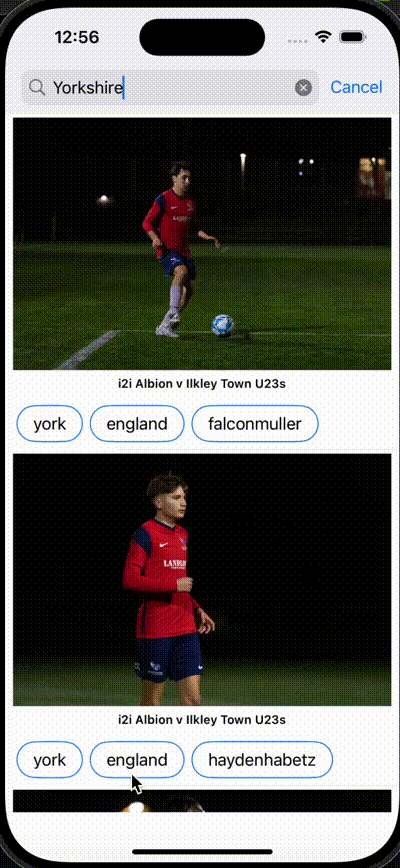 12:56
Yorkshire Cancel
i2i Albion v Ilkley Town U23s
york england falconmuller
i2i Albion v Ilkley Town U23s
york england haydenhabetz